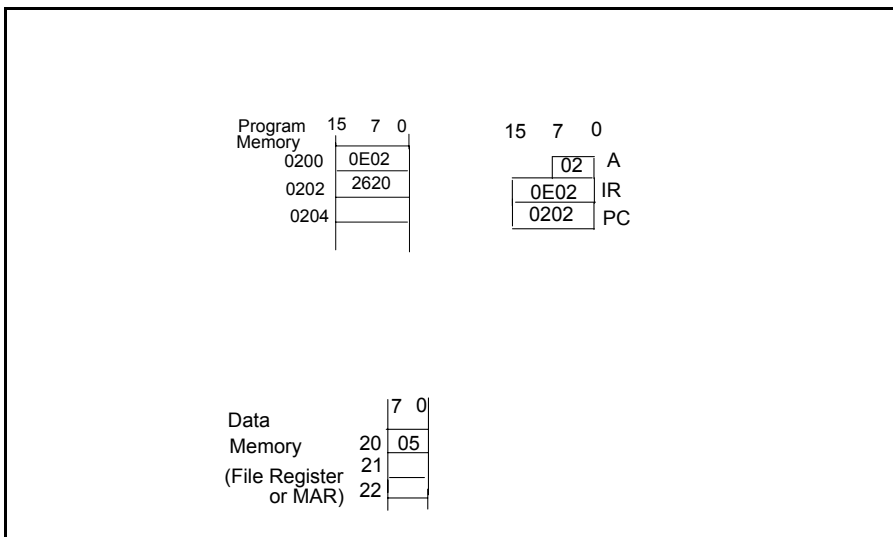 Program 15 7 0
Memory
0200 0E02
0202 2620
0204
15 7 0
02 A
0E02 IR
0202 PC
7 0
Data
Memory 20 05
21
(File Register
or MAR) 22